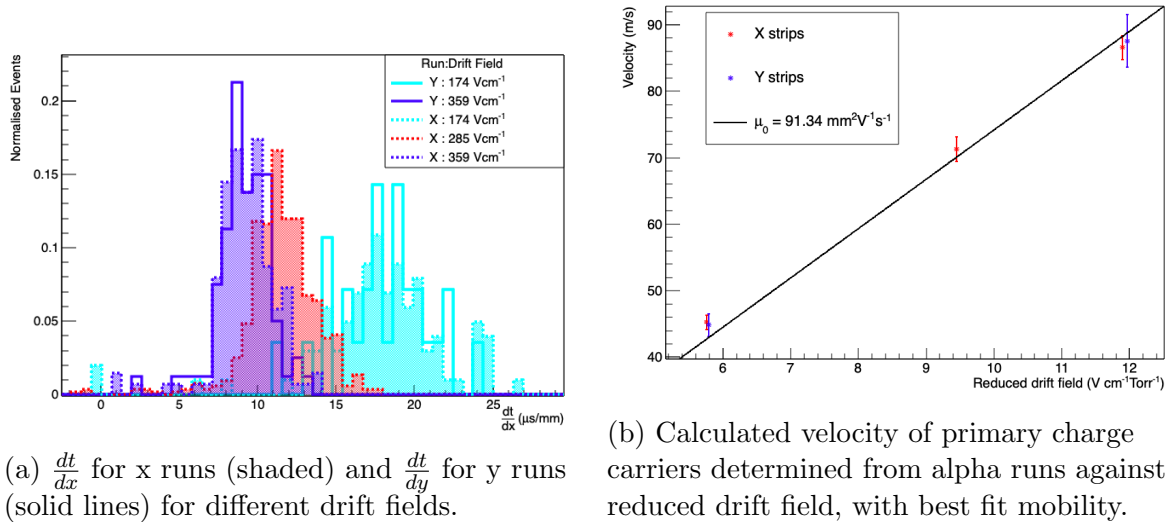 Normalised Events
0.2
0.15
0.1
0.05
0
0
5
10
15
20
25
dt
dx
(μs/mm)
Run:Drift Field
Y : 174 Vcm⁻¹
Y : 359 Vcm⁻¹
X : 174 Vcm⁻¹
X : 285 Vcm⁻¹
X : 359 Vcm⁻¹
(a) dt/dx for x runs (shaded) and dt/dy for y runs
(solid lines) for different drift fields.
Velocity (m/s)
90
80
70
60
50
40
X strips
Y strips
μ₀ = 91.34 mm²V⁻¹s⁻¹
6
7
8
9
10
11
12
Reduced drift field (V cm⁻¹Torr⁻¹)
(b) Calculated velocity of primary charge
carriers determined from alpha runs against
reduced drift field, with best fit mobility.